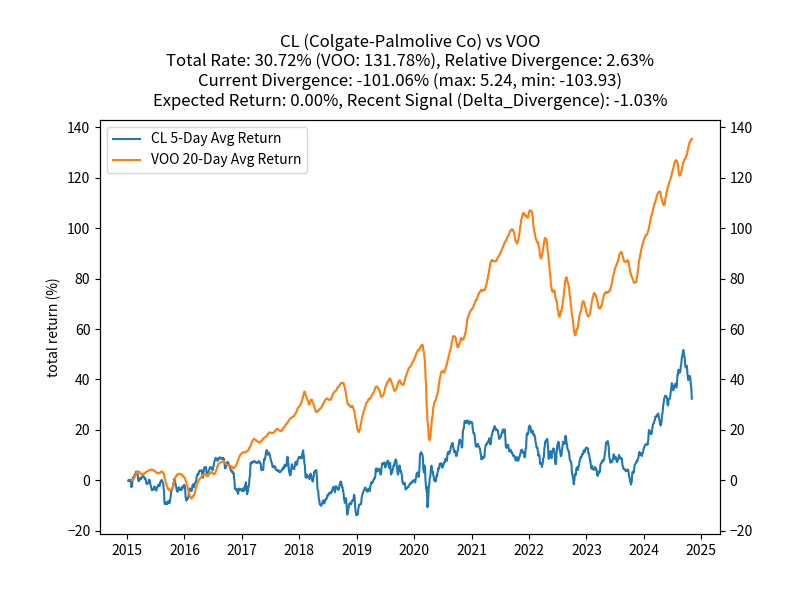 CL (Colgate-Palmolive Co) vs VOO
Total Rate: 30.72% (VOO: 131.78%), Relative Divergence: 2.63%
Current Divergence: -101.06% (max: 5.24, min: -103.93)
Expected Return: 0.00%, Recent Signal (Delta_Divergence): -1.03%
CL 5-Day Avg Return
VOO 20-Day Avg Return
total return (%)
140 140
120 120
100 100
80 80
60 60
40 40
20 20
0 0
−20 −20
2015 2016 2017 2018 2019 2020 2021 2022 2023 2024 2025